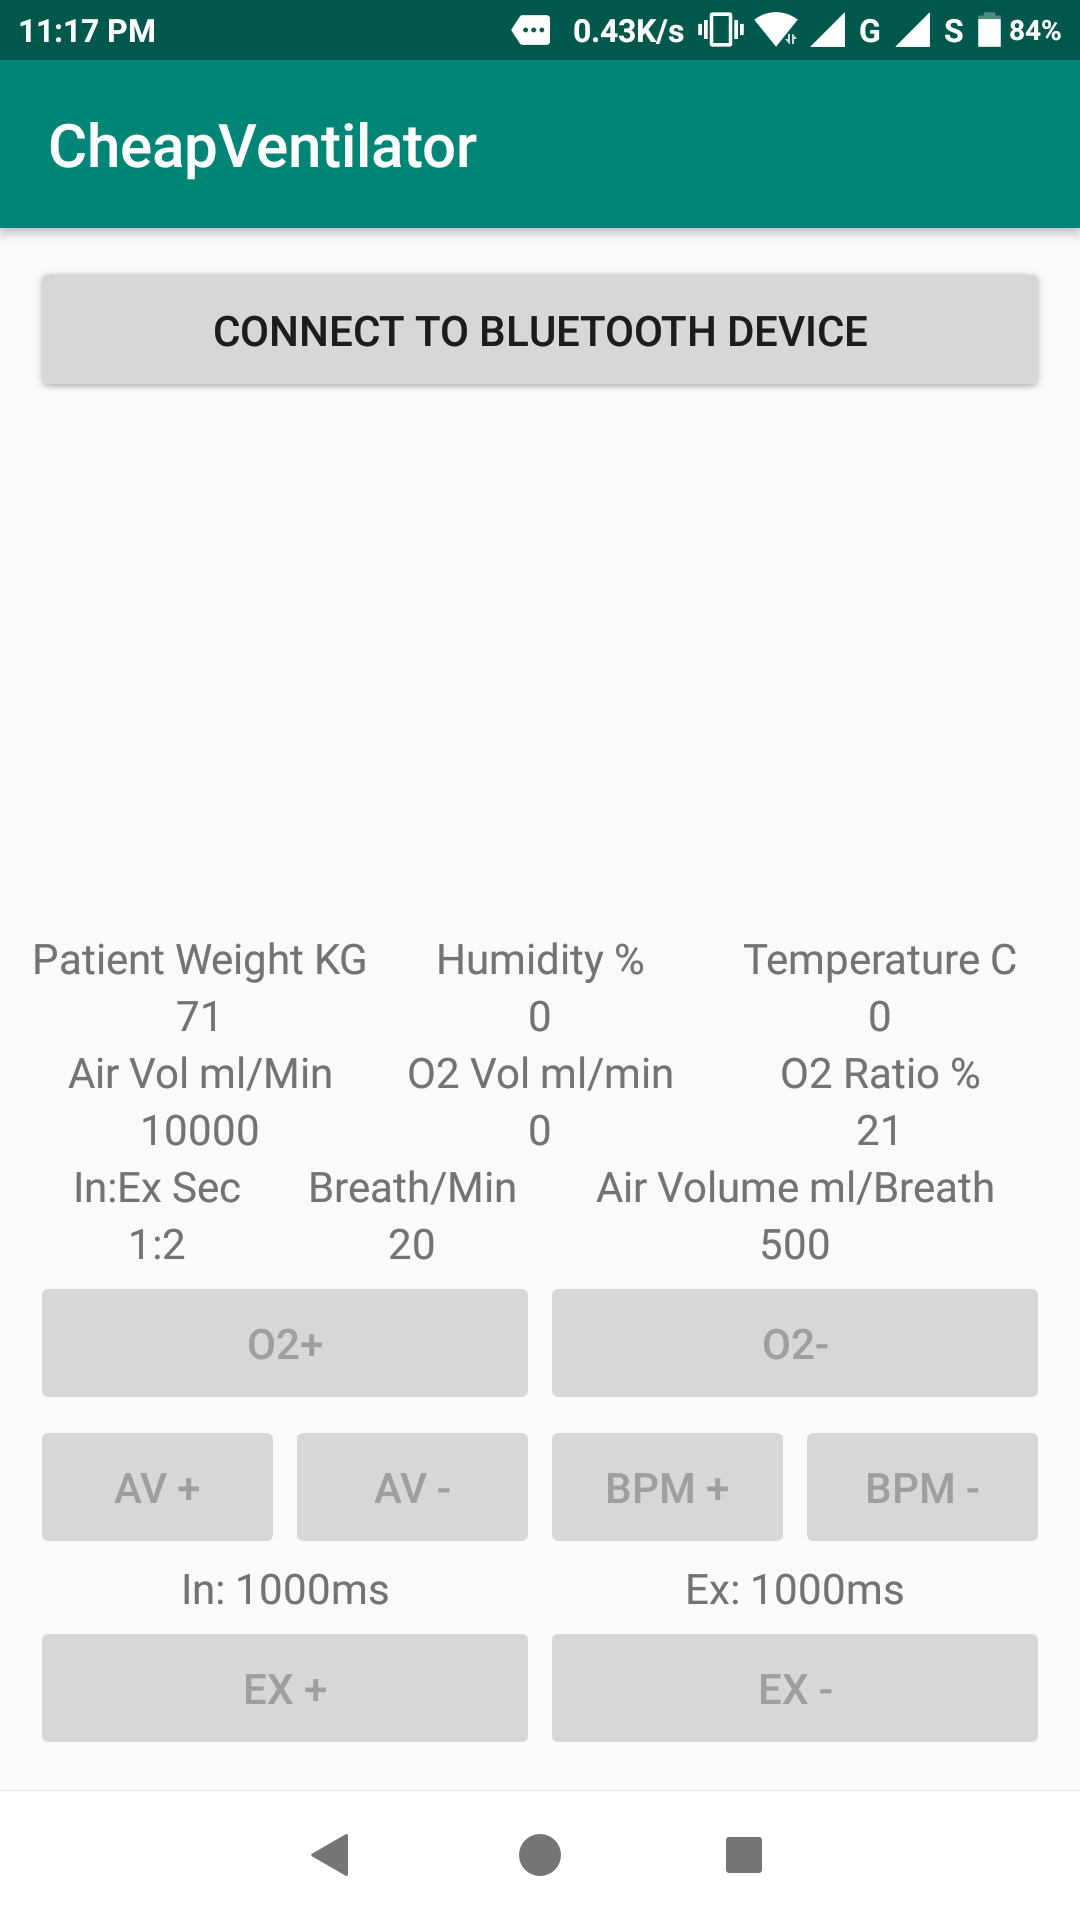 11:17 PM 0.43K/s G S 84%
CheapVentilator
CONNECT TO BLUETOOTH DEVICE
Patient Weight KG Humidity % Temperature C
71 0 0
Air Vol ml/Min O2 Vol ml/min O2 Ratio %
10000 0 21
In:Ex Sec Breath/Min Air Volume ml/Breath
1:2 20 500
O2+ O2-
AV + AV - BPM + BPM -
In: 1000ms Ex: 1000ms
EX + EX -